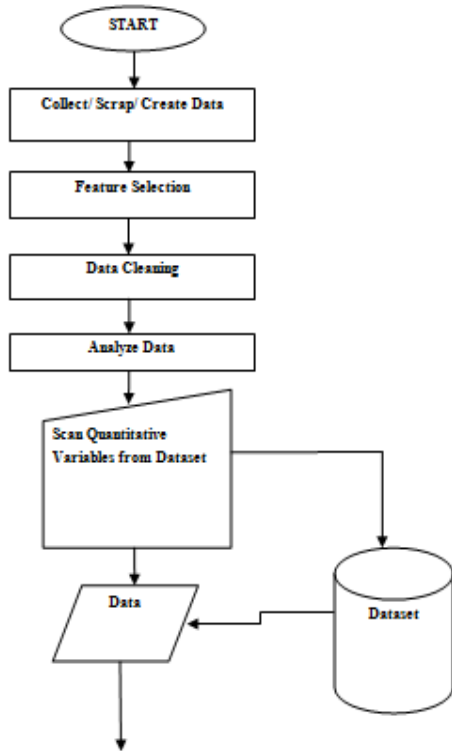 START
Collect/ Scrap/ Create Data
Feature Selection
Data Cleaning
Analyze Data
Scan Quantitative
Variables from Dataset
Data
Dataset